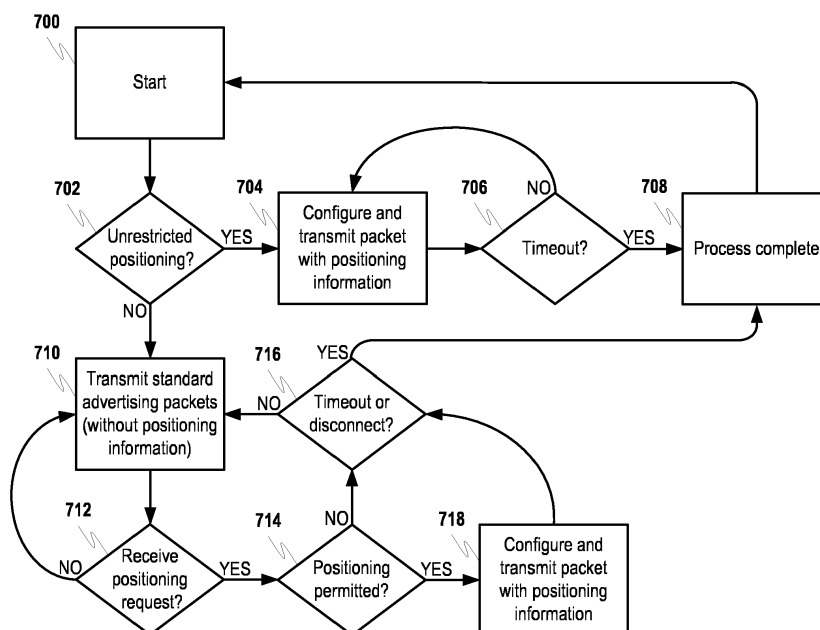 700
Start
702
Unrestricted
positioning?
YES
NO
704
Configure and
transmit packet
with positioning
information
706
NO
Timeout?
YES
708
Process complete
710
Transmit standard
advertising packets
(without positioning
information)
716
YES
NO
Timeout or
disconnect?
712
NO
Receive
positioning
request?
YES
714
NO
Positioning
permitted?
YES
718
Configure and
transmit packet
with positioning
information